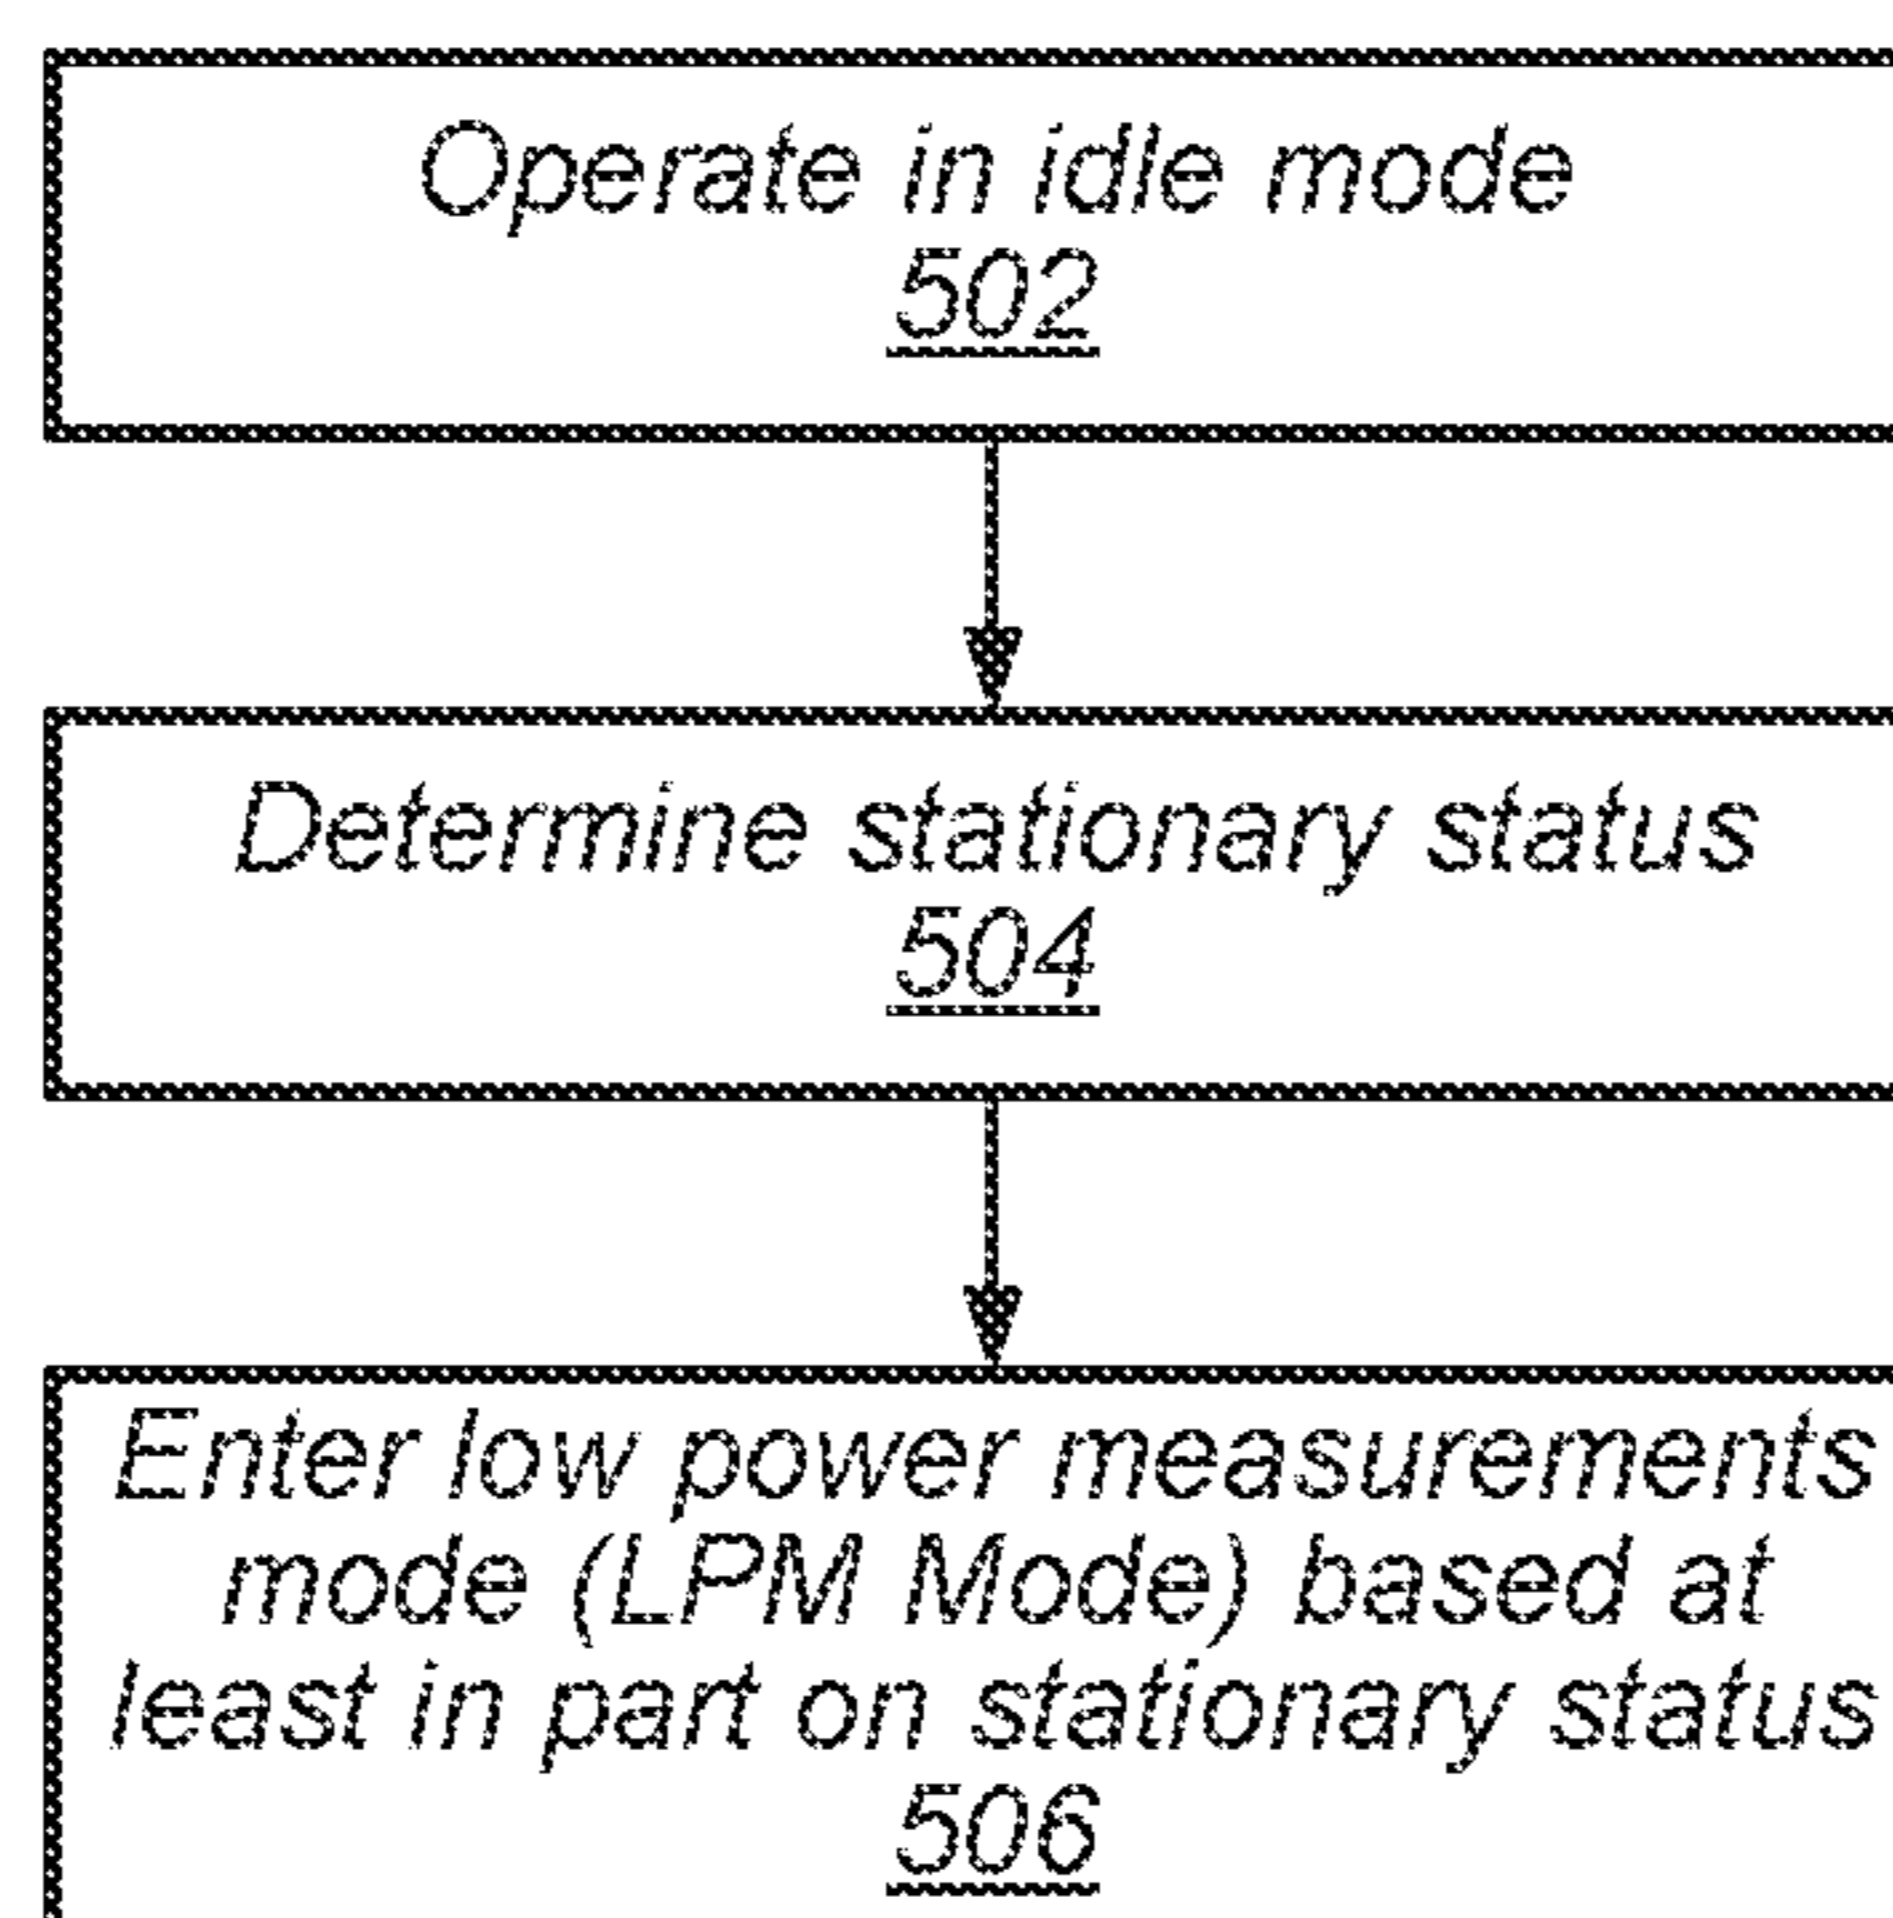 Operate in idle mode
502
Determine stationary status
504
Enter low power measurements
mode (LPM Mode) based at
least in part on stationary status
506